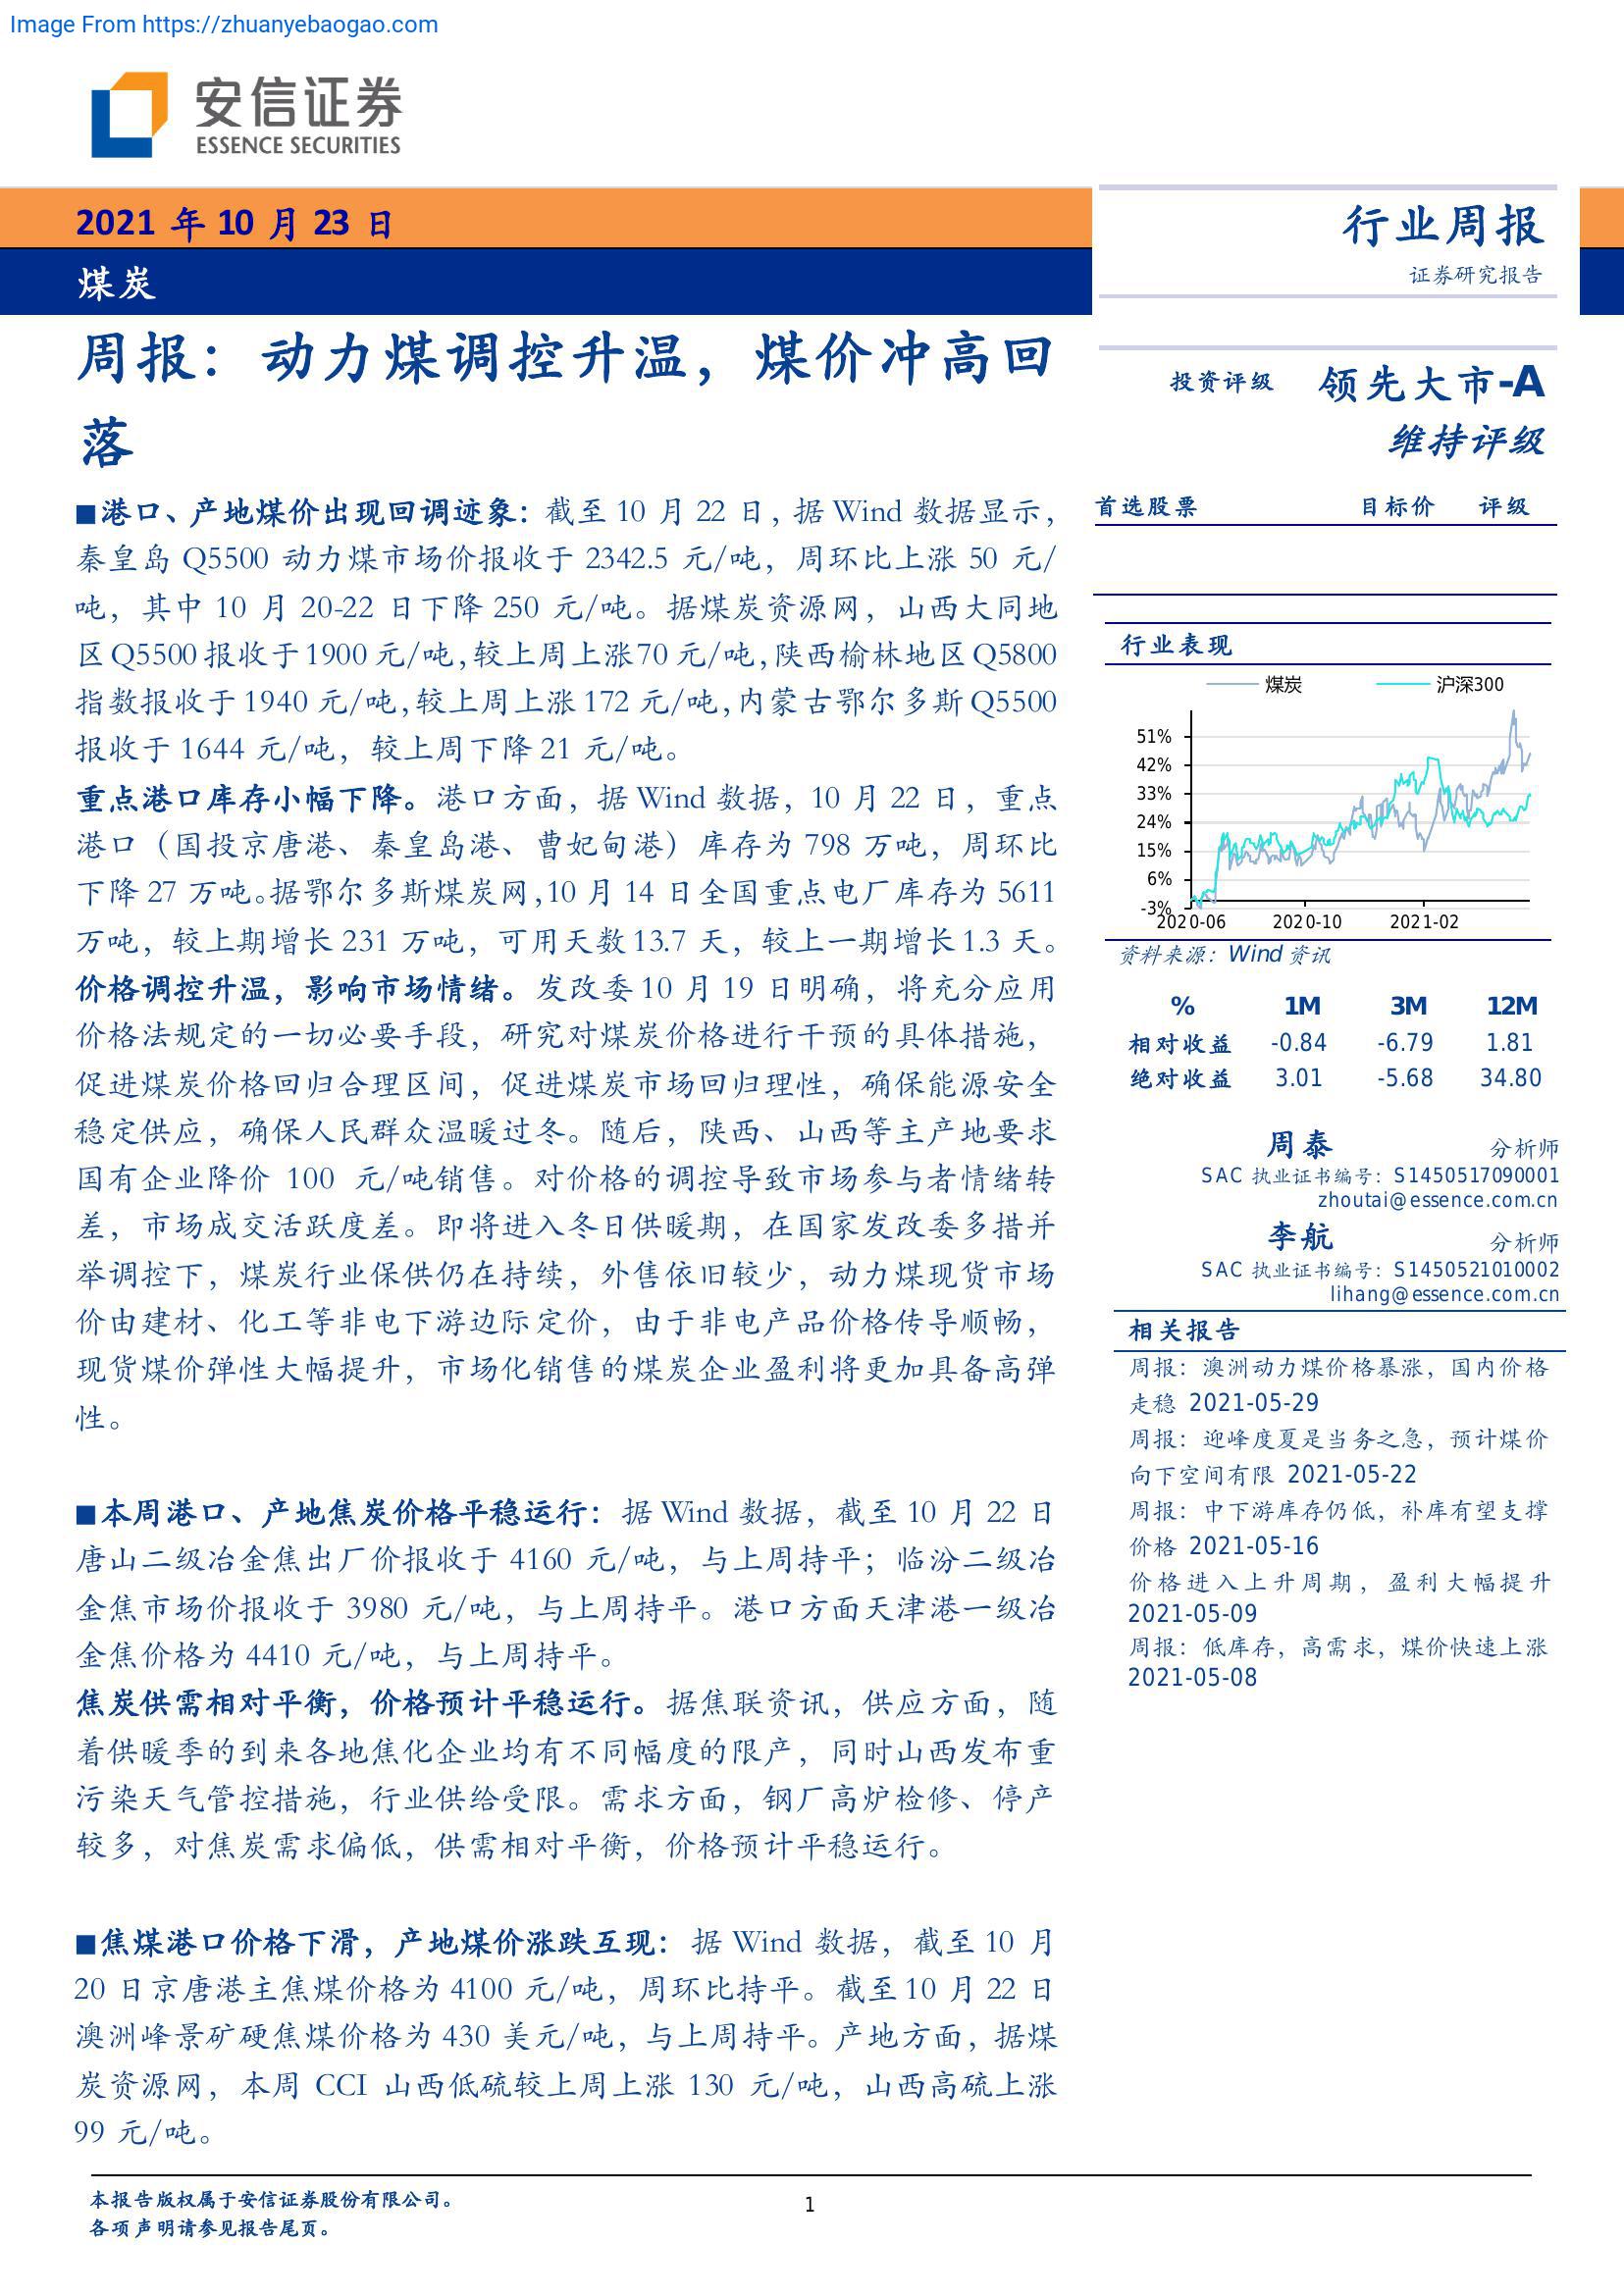 Image From https://zhuanyebaogao.com
安信证券
ESSENCE SECURITIES
2021 年 10 月 23 日
煤炭
行业周报
证券研究报告
周报：动力煤调控升温，煤价冲高回
落
■港口、产地煤价出现回调迹象：截至 10 月 22 日，据 Wind 数据显示，
秦皇岛 Q5500 动力煤市场价报收于 2342.5 元/吨，周环比上涨 50 元/
吨，其中 10 月 20-22 日下降 250 元/吨。据煤炭资源网，山西大同地
区 Q5500 报收于 1900 元/吨，较上周上涨 70 元/吨，陕西榆林地区 Q5800
指数报收于 1940 元/吨，较上周上涨 172 元/吨，内蒙古鄂尔多斯 Q5500
报收于 1644 元/吨，较上周下降 21 元/吨。
重点港口库存小幅下降。港口方面，据 Wind 数据，10 月 22 日，重点
港口（国投京唐港、秦皇岛港、曹妃甸港）库存为 798 万吨，周环比
下降 27 万吨。据鄂尔多斯煤炭网，10 月 14 日全国重点电厂库存为 5611
万吨，较上期增长 231 万吨，可用天数 13.7 天，较上一期增长 1.3 天。
价格调控升温，影响市场情绪。发改委 10 月 19 日明确，将充分应用
价格法规定的一切必要手段，研究对煤炭价格进行干预的具体措施，
促进煤炭价格回归合理区间，促进煤炭市场回归理性，确保能源安全
稳定供应，确保人民群众温暖过冬。随后，陕西、山西等主产地要求
国有企业降价 100 元/吨销售。对价格的调控导致市场参与者情绪转
差，市场成交活跃度差。即将进入冬日供暖期，在国家发改委多措并
举调控下，煤炭行业保供仍在持续，外售依旧较少，动力煤现货市场
价由建材、化工等非电下游边际定价，由于非电产品价格传导顺畅，
现货煤价弹性大幅提升，市场化销售的煤炭企业盈利将更加具备高弹
性。
■本周港口、产地焦炭价格平稳运行：据 Wind 数据，截至 10 月 22 日
唐山二级冶金焦出厂价报收于 4160 元/吨，与上周持平；临汾二级冶
金焦市场价报收于 3980 元/吨，与上周持平。港口方面天津港一级冶
金焦价格为 4410 元/吨，与上周持平。
焦炭供需相对平衡，价格预计平稳运行。据焦联资讯，供应方面，随
着供暖季的到来各地焦化企业均有不同幅度的限产，同时山西发布重
污染天气管控措施，行业供给受限。需求方面，钢厂高炉检修、停产
较多，对焦炭需求偏低，供需相对平衡，价格预计平稳运行。
■焦煤港口价格下滑，产地煤价涨跌互现：据 Wind 数据，截至 10 月
20 日京唐港主焦煤价格为 4100 元/吨，周环比持平。截至 10 月 22 日
澳洲峰景矿硬焦煤价格为 430 美元/吨，与上周持平。产地方面，据煤
炭资源网，本周 CCI 山西低硫较上周上涨 130 元/吨，山西高硫上涨
99 元/吨。
投资评级 领先大市-A
维持评级
首选股票 目标价 评级
行业表现
煤炭 沪深300
51%
42%
33%
24%
15%
6%
-3%
2020-06 2020-10 2021-02
资料来源：Wind 资讯
% 1M 3M 12M
相对收益 -0.84 -6.79 1.81
绝对收益 3.01 -5.68 34.80
周泰 分析师
SAC 执业证书编号：S1450517090001
zhoutai@essence.com.cn
李航 分析师
SAC 执业证书编号：S1450521010002
lihang@essence.com.cn
相关报告
周报：澳洲动力煤价格暴涨，国内价格
走稳 2021-05-29
周报：迎峰度夏是当务之急，预计煤价
向下空间有限 2021-05-22
周报：中下游库存仍低，补库有望支撑
价格 2021-05-16
价格进入上升周期，盈利大幅提升
2021-05-09
周报：低库存，高需求，煤价快速上涨
2021-05-08
本报告版权属于安信证券股份有限公司。
各项声明请参见报告尾页。
1